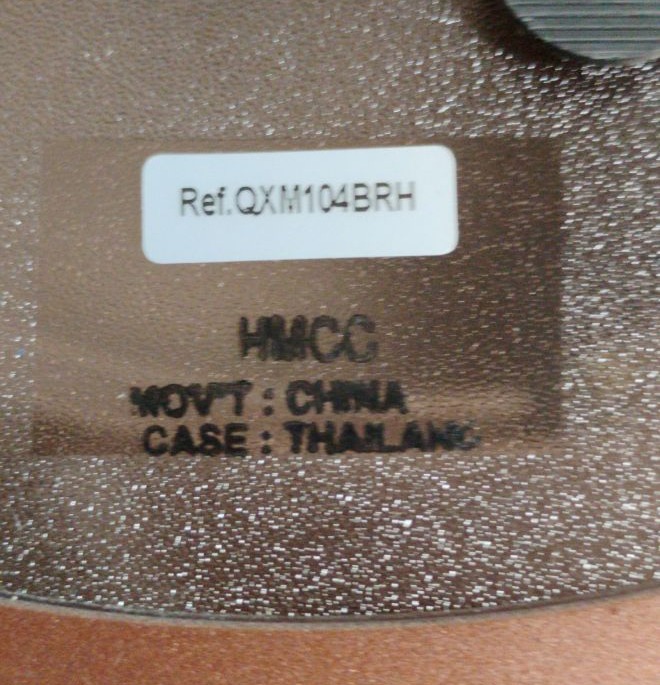 Ref.QXM104BRH
HMCC
MOV'T : CHINA
CASE : THAILAND